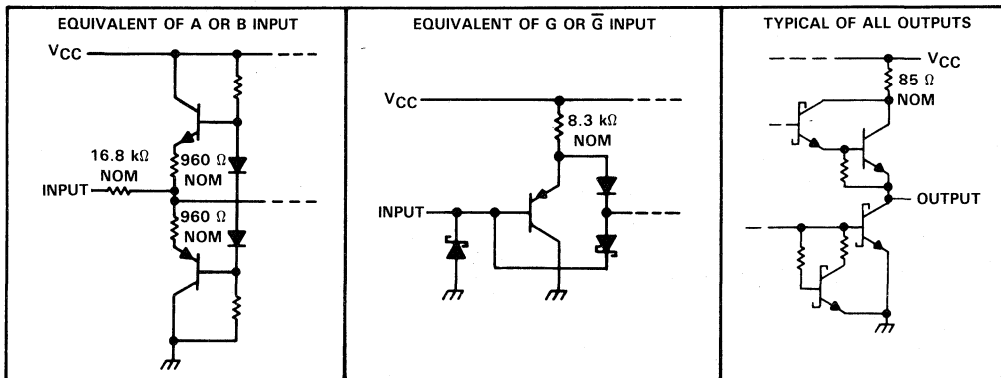 EQUIVALENT OF A OR B INPUT
VCC
16.8 kΩ
NOM
960 Ω
NOM
INPUT
960 Ω
NOM
EQUIVALENT OF G OR G̅ INPUT
VCC
8.3 kΩ
NOM
INPUT
TYPICAL OF ALL OUTPUTS
VCC
85 Ω
NOM
OUTPUT